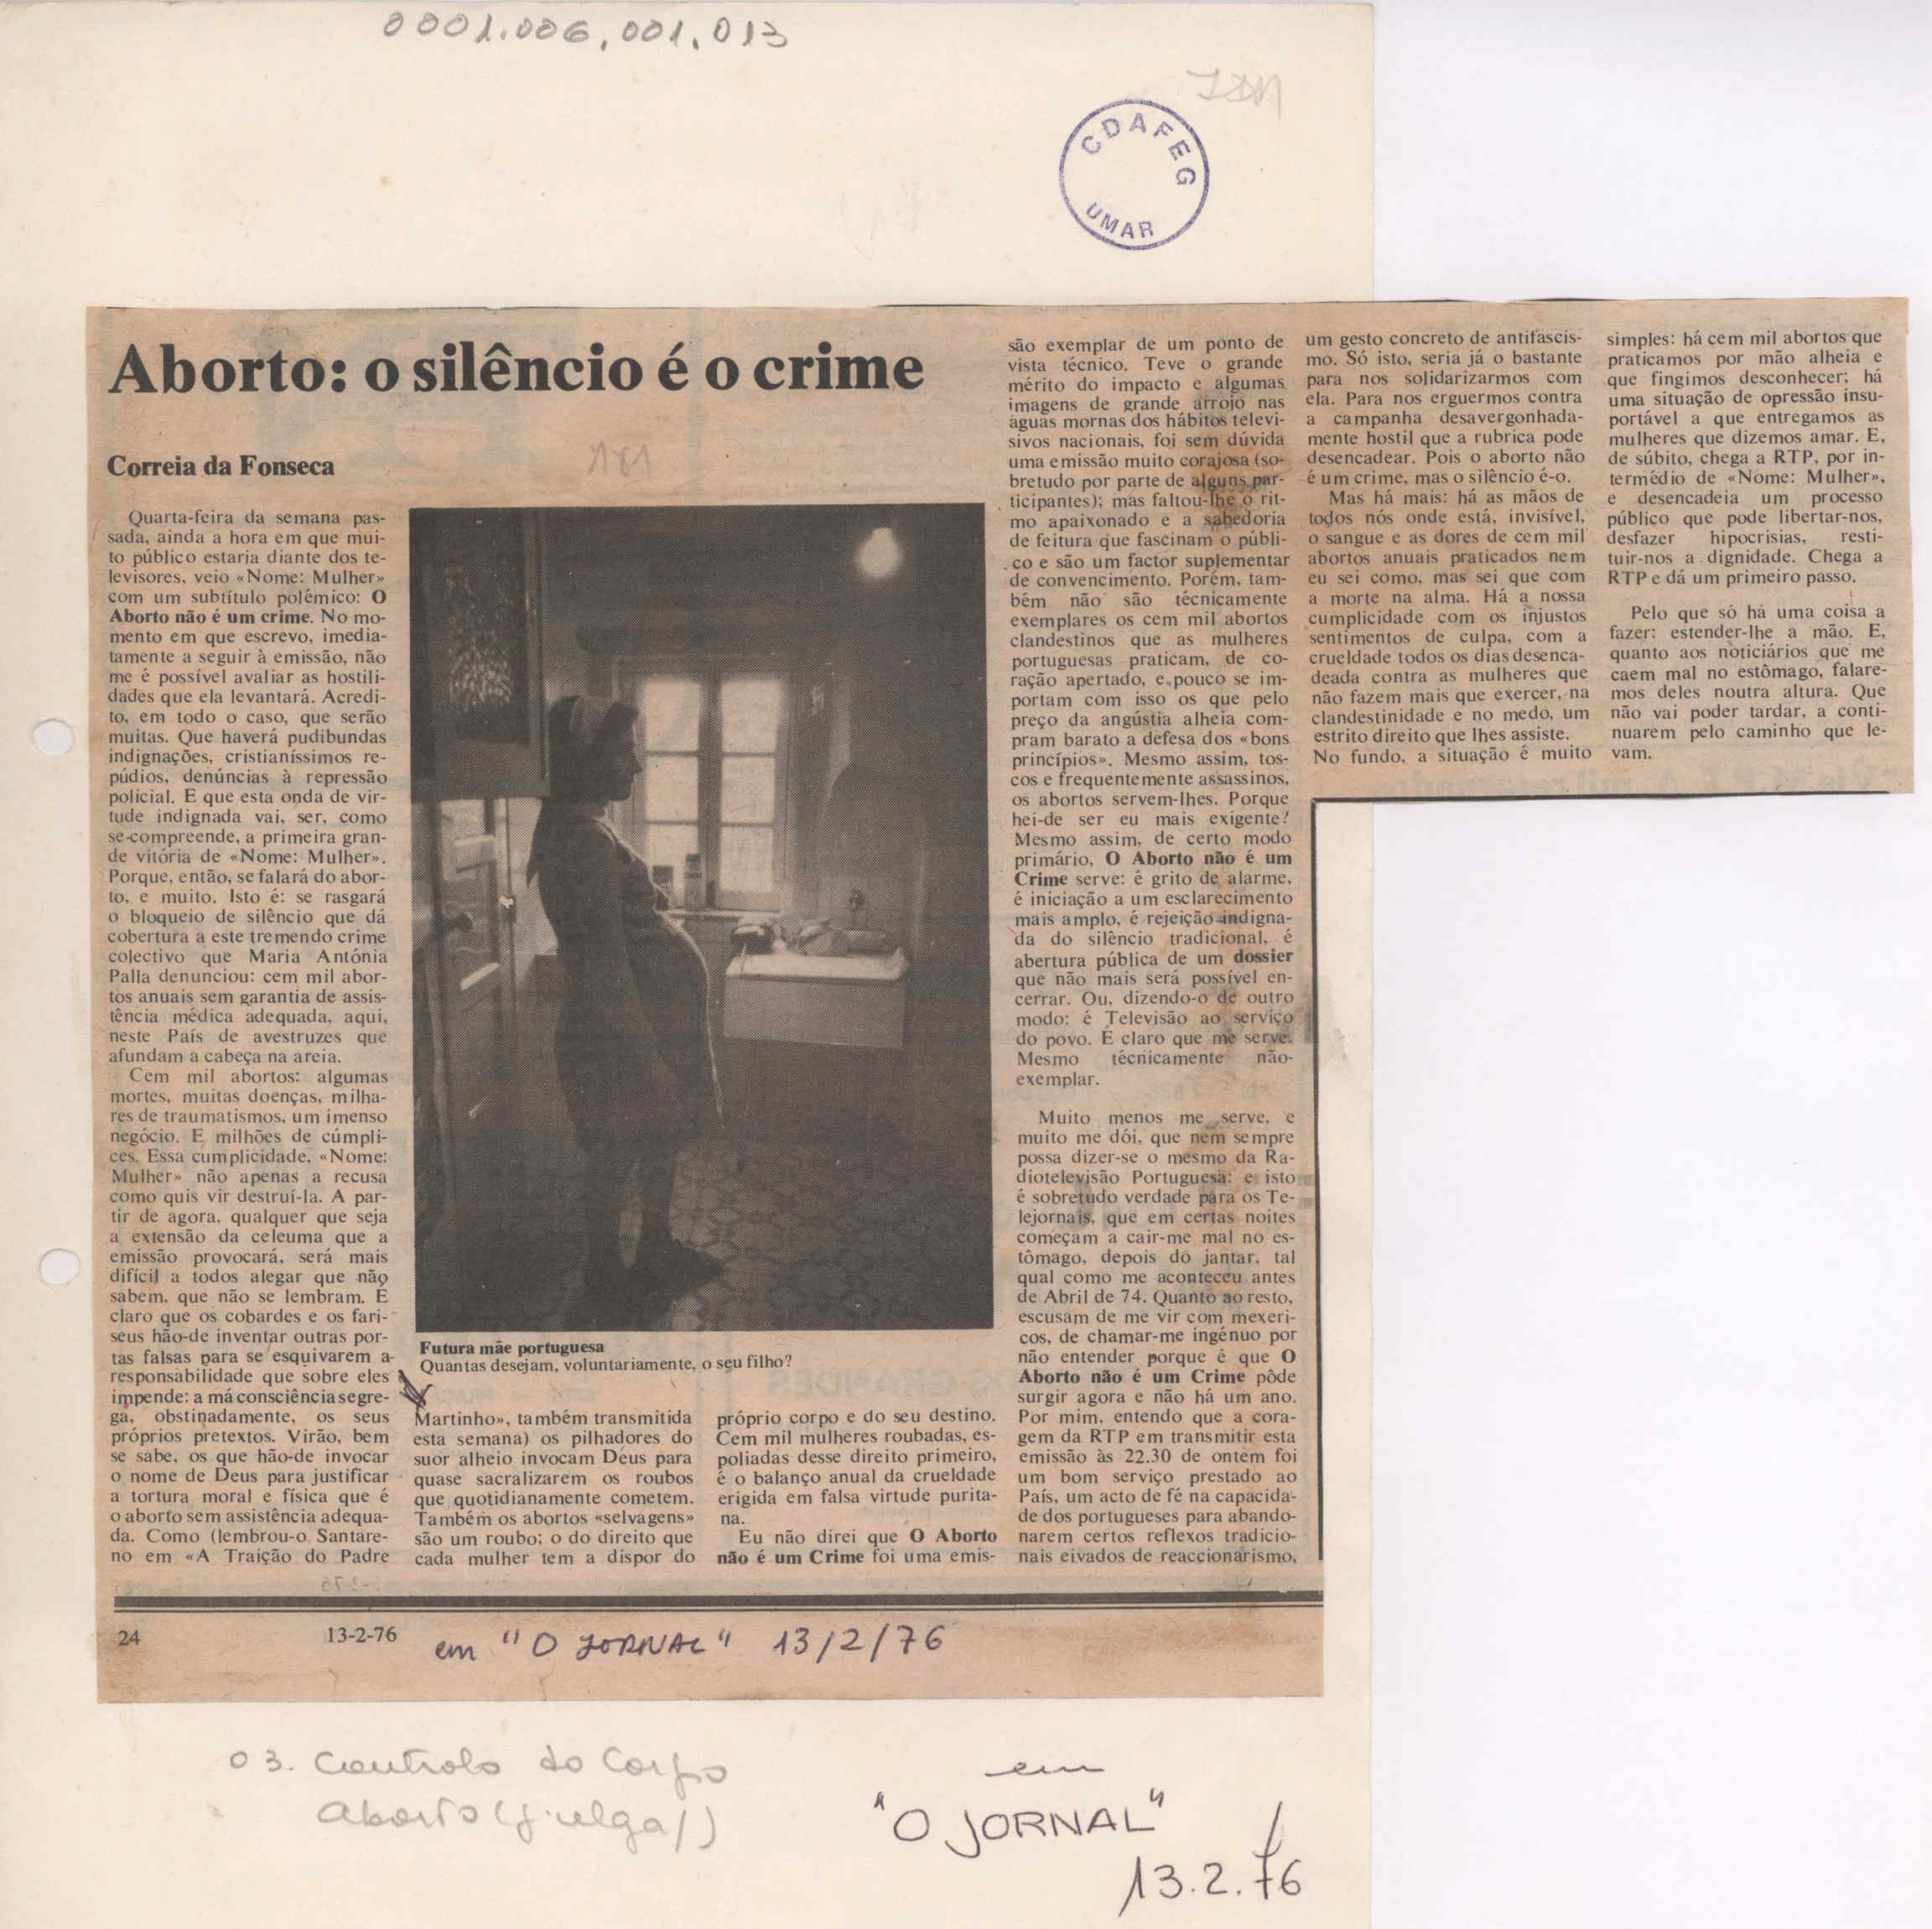 0001.006.001.013
CDAFEG
UMAR
Aborto: o silêncio é o crime
Correia da Fonseca
181
Quarta-feira da semana pas-
sada, ainda a hora em que mui-
to público estaria diante dos te-
levisores, veio «Nome: Mulher»
com um subtítulo polémico: O
Aborto não é um crime. No mo-
mento em que escrevo, imedia-
tamente a seguir à emissão, não
me é possível avaliar as hostili-
dades que ela levantará. Acredi-
to, em todo o caso, que serão
muitas. Que haverá pudibundas
indignações, cristianíssimos re-
púdios, denúncias à repressão
policial. E que esta onda de vir-
tude indignada vai, ser, como
se-compreende, a primeira gran-
de vitória de «Nome: Mulher».
Porque, então, se falará do abor-
to, e muito. Isto é: se rasgará
o bloqueio de silêncio que dá
cobertura a este tremendo crime
colectivo que Maria Antónia
Palla denunciou: cem mil abor-
tos anuais sem garantia de assis-
tência médica adequada, aqui,
neste País de avestruzes que
afundam a cabeça na areia.
Cem mil abortos: algumas
mortes, muitas doenças, milha-
res de traumatismos, um imenso
negócio. E milhões de cúmpli-
ces. Essa cumplicidade, «Nome:
Mulher» não apenas a recusa
como quis vir destruí-la. A par-
tir de agora, qualquer que seja
a extensão da celeuma que a
emissão provocará, será mais
difícil a todos alegar que não
sabem, que não se lembram. E
claro que os cobardes e os fari-
seus hão-de inventar outras por-
tas falsas para se esquivarem a
responsabilidade que sobre eles
impende: a má consciência segre-
ga, obstinadamente, os seus
próprios pretextos. Virão, bem
se sabe, os que hão-de invocar
o nome de Deus para justificar
a tortura moral e física que é
o aborto sem assistência adequa-
da. Como (lembrou-o Santare-
no em «A Traição do Padre
Futura mãe portuguesa
Quantas desejam, voluntariamente, o seu filho?
Martinho», também transmitida
esta semana) os pilhadores do
suor alheio invocam Deus para
quase sacralizarem os roubos
que quotidianamente cometem.
Também os abortos «selvagens»
são um roubo; o do direito que
cada mulher tem a dispor do
próprio corpo e do seu destino.
Cem mil mulheres roubadas, es-
poliadas desse direito primeiro,
é o balanço anual da crueldade
erigida em falsa virtude purita-
na.
Eu não direi que O Aborto
não é um Crime foi uma emis-
são exemplar de um ponto de
vista técnico. Teve o grande
mérito do impacto e algumas
imagens de grande arrojo nas
águas mornas dos hábitos televi-
sivos nacionais, foi sem dúvida
uma emissão muito corajosa (so-
bretudo por parte de alguns par-
ticipantes); mas faltou-lhe o rit-
mo apaixonado e a sabedoria
de feitura que fascinam o públi-
co e são um factor suplementar
de convencimento. Porém, tam-
bém não são técnicamente
exemplares os cem mil abortos
clandestinos que as mulheres
portuguesas praticam, de co-
ração apertado, e pouco se im-
portam com isso os que pelo
preço da angústia alheia com-
pram barato a defesa dos «bons
princípios». Mesmo assim, tos-
cos e frequentemente assassinos,
os abortos servem-lhes. Porque
hei-de ser eu mais exigente?
Mesmo assim, de certo modo
primário, O Aborto não é um
Crime serve: é grito de alarme,
é iniciação a um esclarecimento
mais amplo, é rejeição indigna-
da do silêncio tradicional, é
abertura pública de um dossier
que não mais será possível en-
cerrar. Ou, dizendo-o de outro
modo: é Televisão ao serviço
do povo. É claro que me serve.
Mesmo técnicamente não-
exemplar.
Muito menos me serve, e
muito me dói, que nem sempre
possa dizer-se o mesmo da Ra-
diotelevisão Portuguesa: e isto
é sobretudo verdade para os Te-
lejornais, que em certas noites
começam a cair-me mal no es-
tômago, depois do jantar, tal
qual como me aconteceu antes
de Abril de 74. Quanto ao resto,
escusam de me vir com mexeri-
cos, de chamar-me ingénuo por
não entender porque é que O
Aborto não é um Crime pôde
surgir agora e não há um ano.
Por mim, entendo que a cora-
gem da RTP em transmitir esta
emissão às 22.30 de ontem foi
um bom serviço prestado ao
País, um acto de fé na capacida-
de dos portugueses para abando-
narem certos reflexos tradicio-
nais eivados de reaccionarismo,
um gesto concreto de antifascis-
mo. Só isto, seria já o bastante
para nos solidarizarmos com
ela. Para nos erguermos contra
a campanha desavergonhada-
mente hostil que a rubrica pode
desencadear. Pois o aborto não
é um crime, mas o silêncio é-o.
Mas há mais: há as mãos de
todos nós onde está, invisível,
o sangue e as dores de cem mil
abortos anuais praticados nem
eu sei como, mas sei que com
a morte na alma. Há a nossa
cumplicidade com os injustos
sentimentos de culpa, com a
crueldade todos os dias desenca-
deada contra as mulheres que
não fazem mais que exercer, na
clandestinidade e no medo, um
estrito direito que lhes assiste.
No fundo, a situação é muito
simples: há cem mil abortos que
praticamos por mão alheia e
que fingimos desconhecer; há
uma situação de opressão insu-
portável a que entregamos as
mulheres que dizemos amar. E,
de súbito, chega a RTP, por in-
termédio de «Nome: Mulher»,
e desencadeia um processo
público que pode libertar-nos,
desfazer hipocrisias, resti-
tuir-nos a dignidade. Chega a
RTP e dá um primeiro passo.
Pelo que só há uma coisa a
fazer: estender-lhe a mão. E,
quanto aos noticiários que me
caem mal no estômago, falare-
mos deles noutra altura. Que
não vai poder tardar, a conti-
nuarem pelo caminho que le-
vam.
24
13-2-76
em "O JORNAL" 13/2/76
03. Controlo do Corpo
Aborto
em
"O JORNAL"
13.2.76